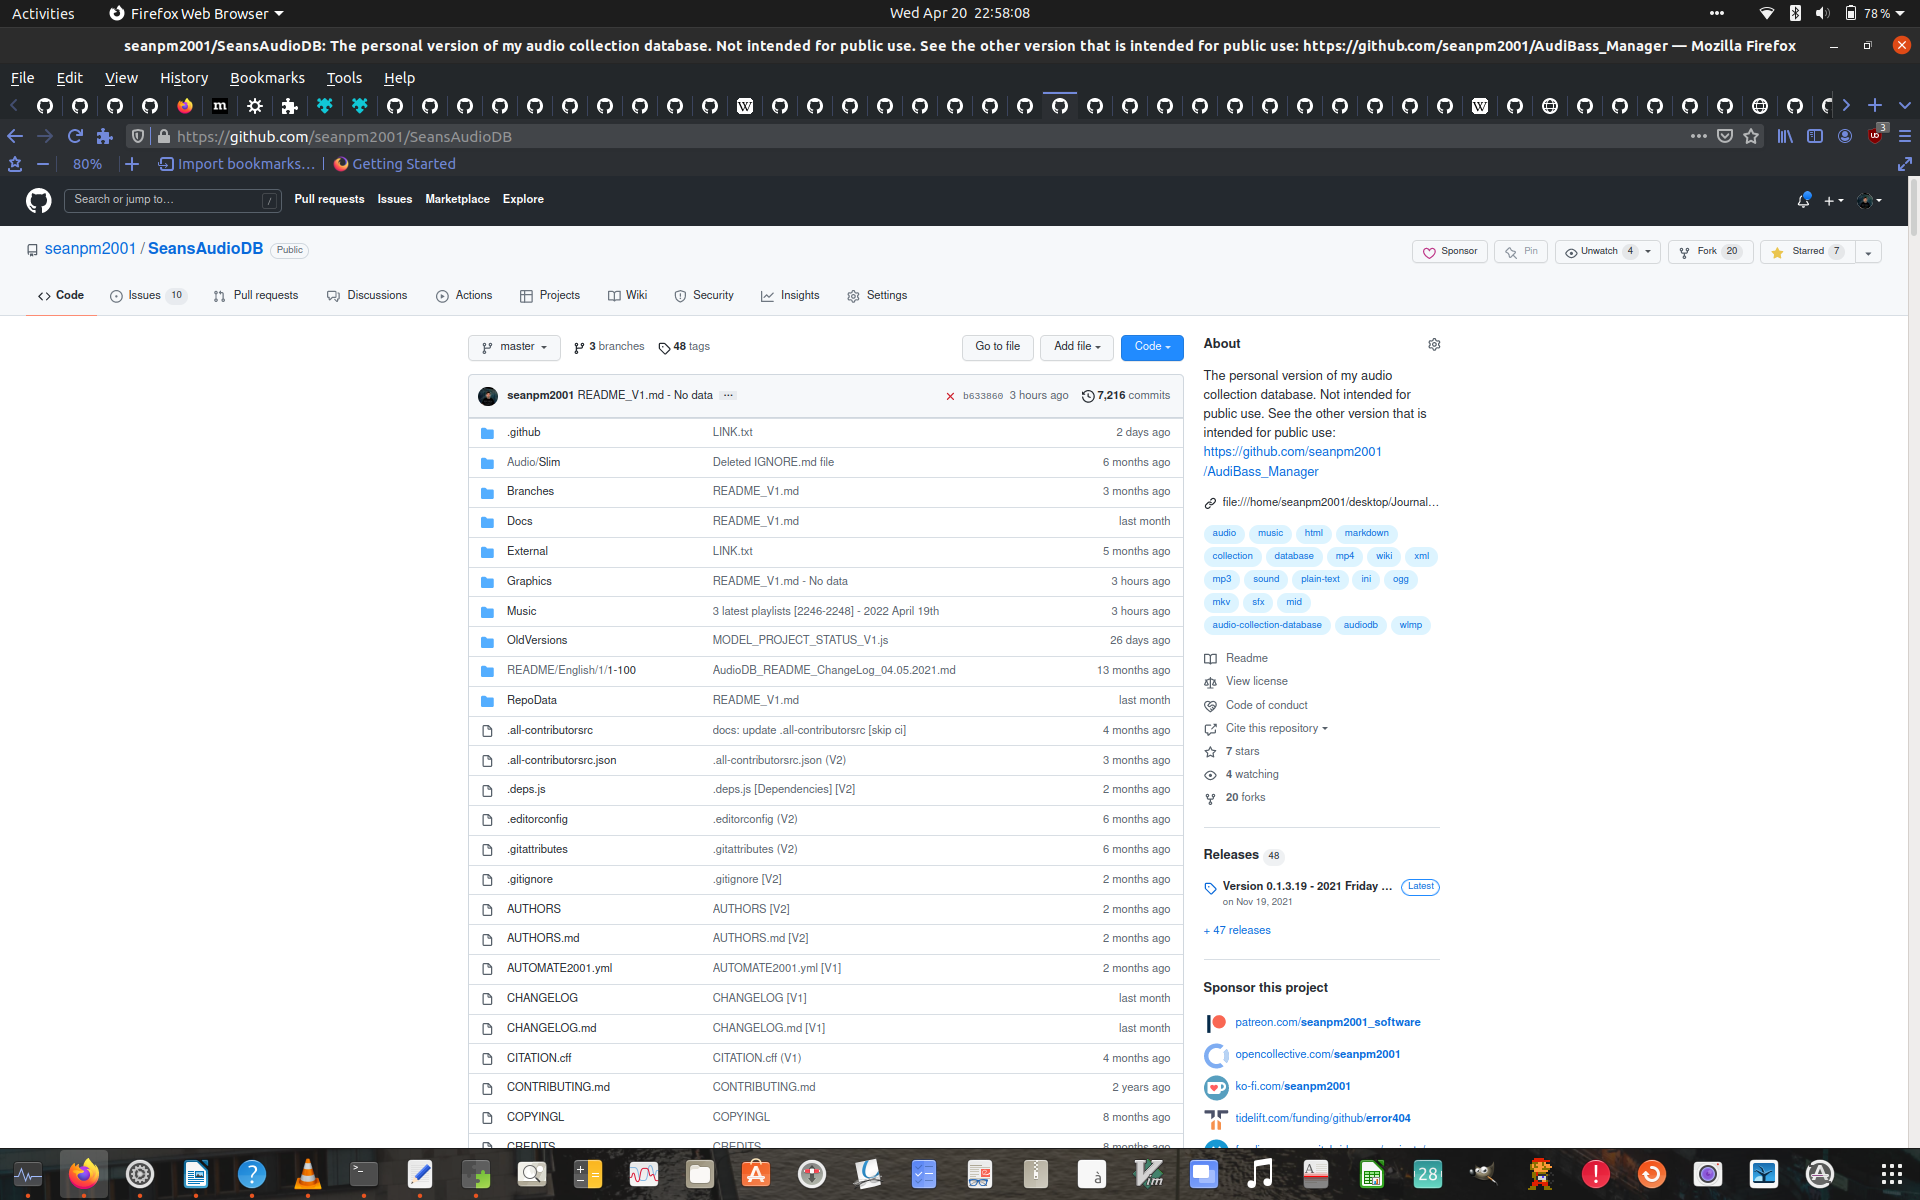 Activities Firefox Web Browser Wed Apr 20 22:58:08 78 %
seanpm2001/SeansAudioDB: The personal version of my audio collection database. Not intended for public use. See the other version that is intended for public use: https://github.com/seanpm2001/AudiBass_Manager — Mozilla Firefox
File Edit View History Bookmarks Tools Help
https://github.com/seanpm2001/SeansAudioDB 3
80% Import bookmarks... Getting Started
Search or jump to... / Pull requests Issues Marketplace Explore
seanpm2001 / SeansAudioDB Public Sponsor Pin Unwatch 4 Fork 20 Starred 7
Code Issues 10 Pull requests Discussions Actions Projects Wiki Security Insights Settings
master 3 branches 48 tags Go to file Add file Code
seanpm2001 README_V1.md - No data ... b633860 3 hours ago 7,216 commits
.github LINK.txt 2 days ago
Audio/Slim Deleted IGNORE.md file 6 months ago
Branches README_V1.md 3 months ago
Docs README_V1.md last month
External LINK.txt 5 months ago
Graphics README_V1.md - No data 3 hours ago
Music 3 latest playlists [2246-2248] - 2022 April 19th 3 hours ago
OldVersions MODEL_PROJECT_STATUS_V1.js 26 days ago
README/English/1/1-100 AudioDB_README_ChangeLog_04.05.2021.md 13 months ago
RepoData README_V1.md last month
.all-contributorsrc docs: update .all-contributorsrc [skip ci] 4 months ago
.all-contributorsrc.json .all-contributorsrc.json (V2) 3 months ago
.deps.js .deps.js [Dependencies] [V2] 2 months ago
.editorconfig .editorconfig (V2) 6 months ago
.gitattributes .gitattributes (V2) 6 months ago
.gitignore .gitignore [V2] 2 months ago
AUTHORS AUTHORS [V2] 2 months ago
AUTHORS.md AUTHORS.md [V2] 2 months ago
AUTOMATE2001.yml AUTOMATE2001.yml [V1] 2 months ago
CHANGELOG CHANGELOG [V1] last month
CHANGELOG.md CHANGELOG.md [V1] last month
CITATION.cff CITATION.cff (V1) 4 months ago
CONTRIBUTING.md CONTRIBUTING.md 2 years ago
COPYINGL COPYINGL 8 months ago
CREDITS CREDITS 8 months ago
About
The personal version of my audio
collection database. Not intended for
public use. See the other version that is
intended for public use:
https://github.com/seanpm2001
/AudiBass_Manager
file:///home/seanpm2001/desktop/Journal...
audio music html markdown
collection database mp4 wiki xml
mp3 sound plain-text ini ogg
mkv sfx mid
audio-collection-database audiodb wlmp
Readme
View license
Code of conduct
Cite this repository
7 stars
4 watching
20 forks
Releases 48
Version 0.1.3.19 - 2021 Friday ... Latest
on Nov 19, 2021
+ 47 releases
Sponsor this project
patreon.com/seanpm2001_software
opencollective.com/seanpm2001
ko-fi.com/seanpm2001
tidelift.com/funding/github/error404
28